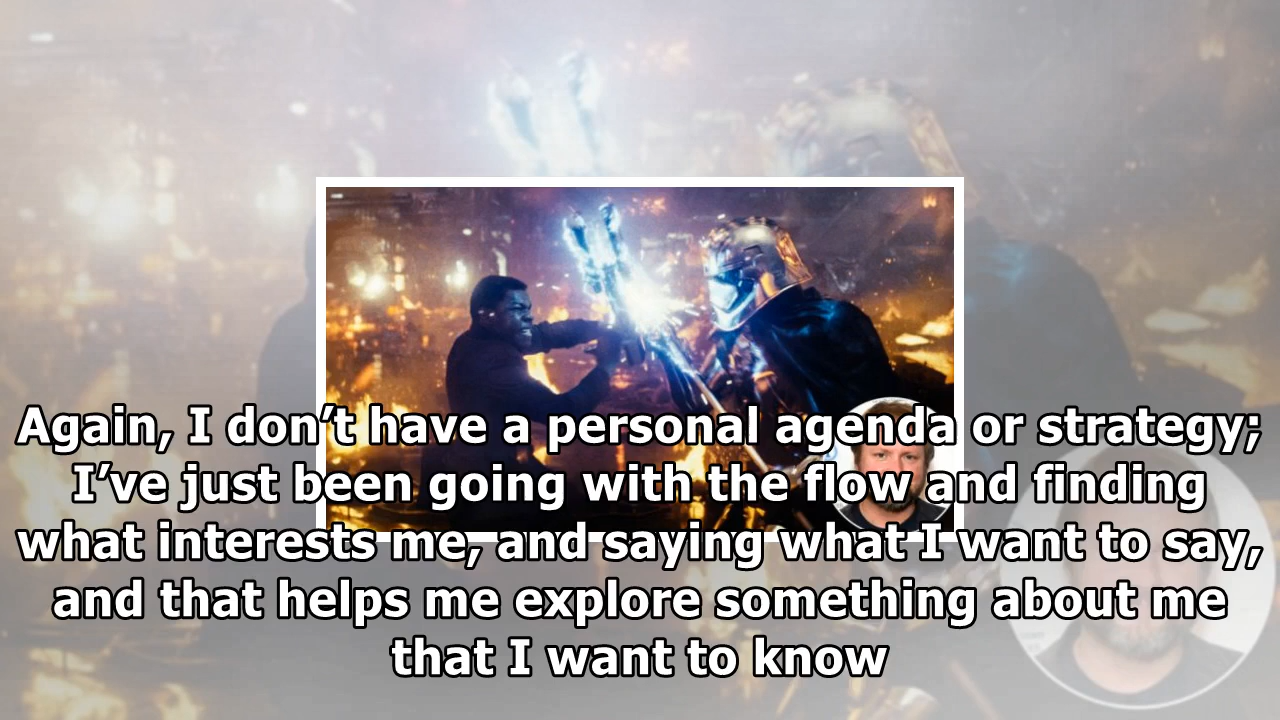 Again, I don’t have a personal agenda or strategy;
I’ve just been going with the flow and finding
what interests me, and saying what I want to say,
and that helps me explore something about me
that I want to know